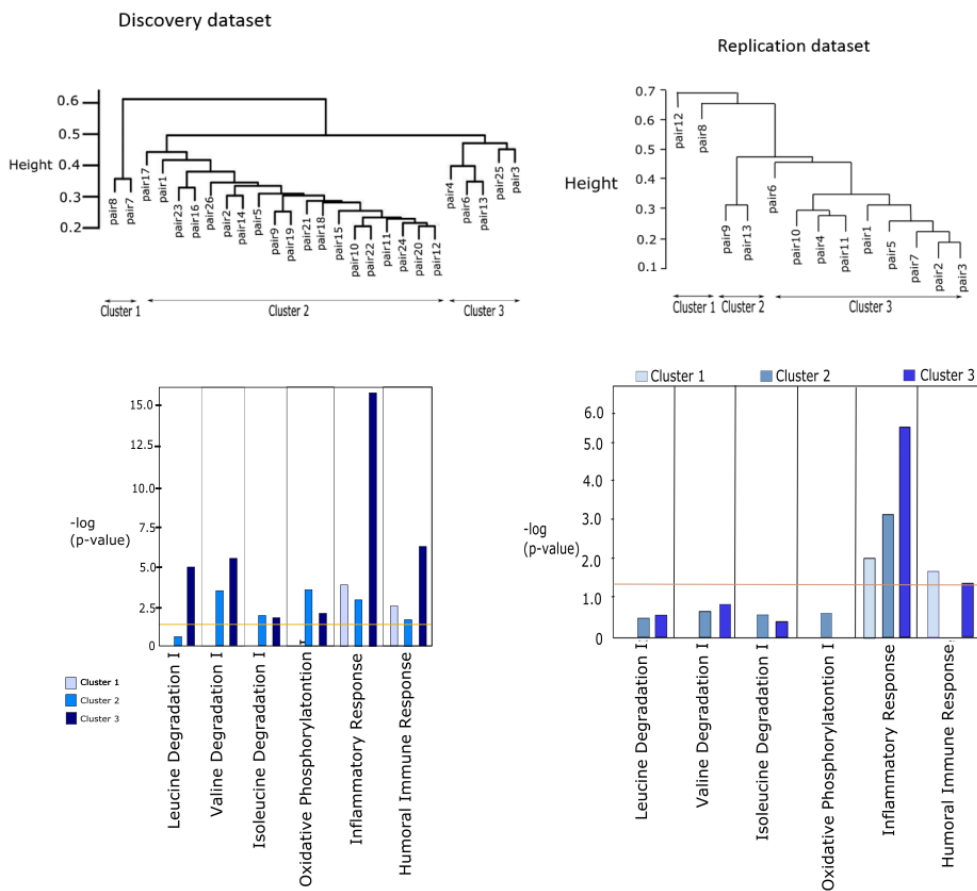 Discovery dataset
Replication dataset
Height
0.6
0.5
0.4
0.3
0.2
pair8
pair7
pair17
pair1
pair23
pair16
pair26
pair2
pair14
pair5
pair9
pair19
pair21
pair18
pair15
pair10
pair22
pair11
pair24
pair20
pair12
pair4
pair6
pair13
pair25
pair3
Cluster 1
Cluster 2
Cluster 3
Height
0.7
0.6
0.5
0.4
0.3
0.2
0.1
pair12
pair8
pair9
pair13
pair6
pair10
pair4
pair11
pair1
pair5
pair7
pair2
pair3
Cluster 1
Cluster 2
Cluster 3
-log
(p-value)
15.0
12.5
10.0
7.5
5.0
2.5
0
Cluster 1
Cluster 2
Cluster 3
Leucine Degradation I
Valine Degradation I
Isoleucine Degradation I
Oxidative Phosphorylatontion I
Inflammatory Response
Humoral Immune Response
Cluster 1
Cluster 2
Cluster 3
-log
(p-value)
6.0
5.0
4.0
3.0
2.0
1.0
0
Leucine Degradation I
Valine Degradation I
Isoleucine Degradation I
Oxidative Phosphorylatontion I
Inflammatory Response
Humoral Immune Response